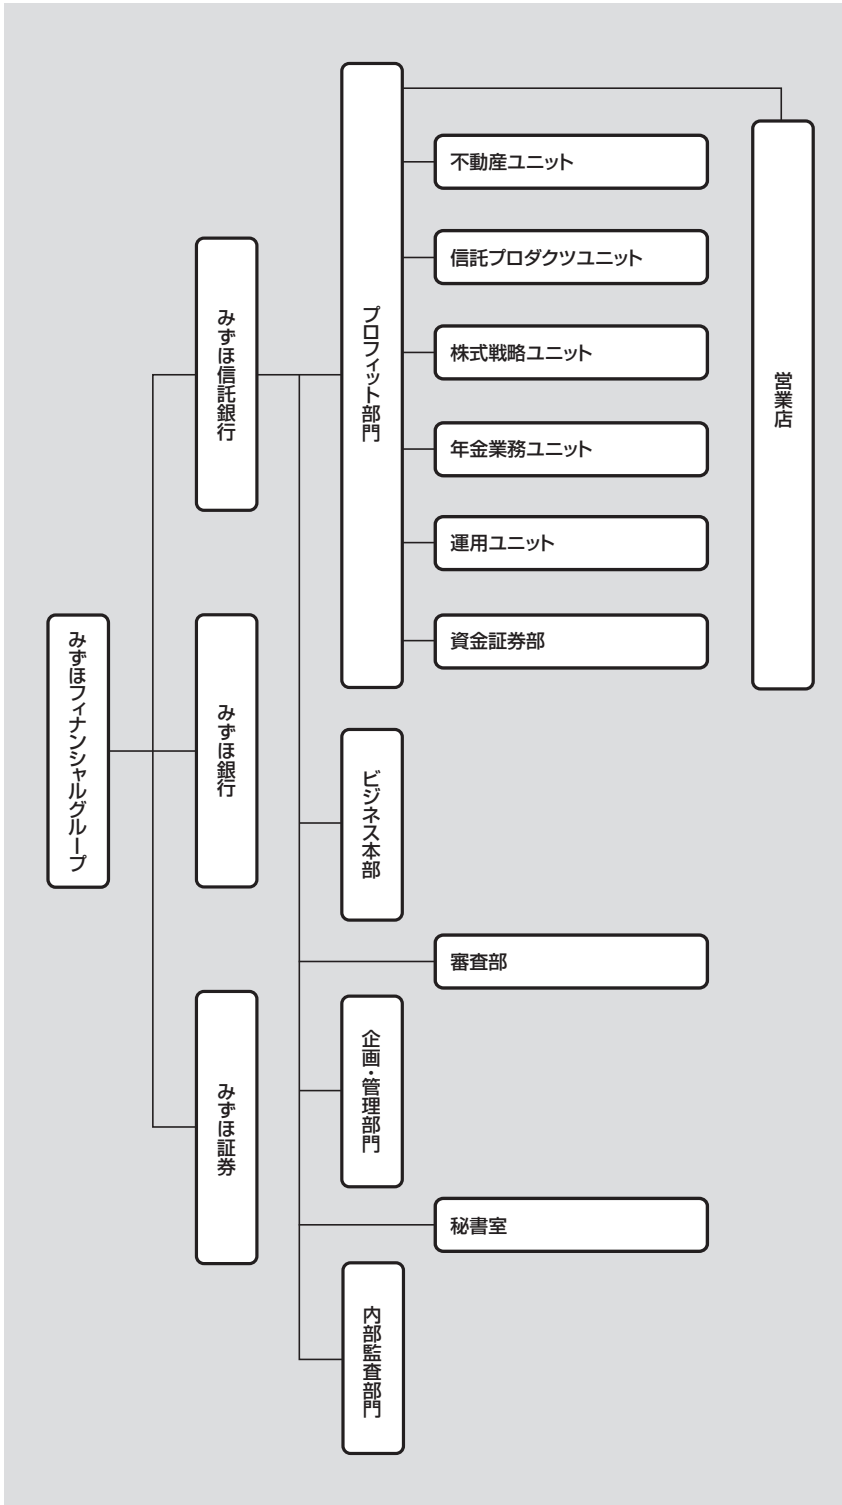 みずほフィナンシャルグループ
みずほ信託銀行
みずほ銀行
みずほ証券
プロフィット部門
不動産ユニット
信託プロダクツユニット
株式戦略ユニット
年金業務ユニット
運用ユニット
資金証券部
営業店
ビジネス本部
審査部
企画・管理部門
秘書室
内部監査部門